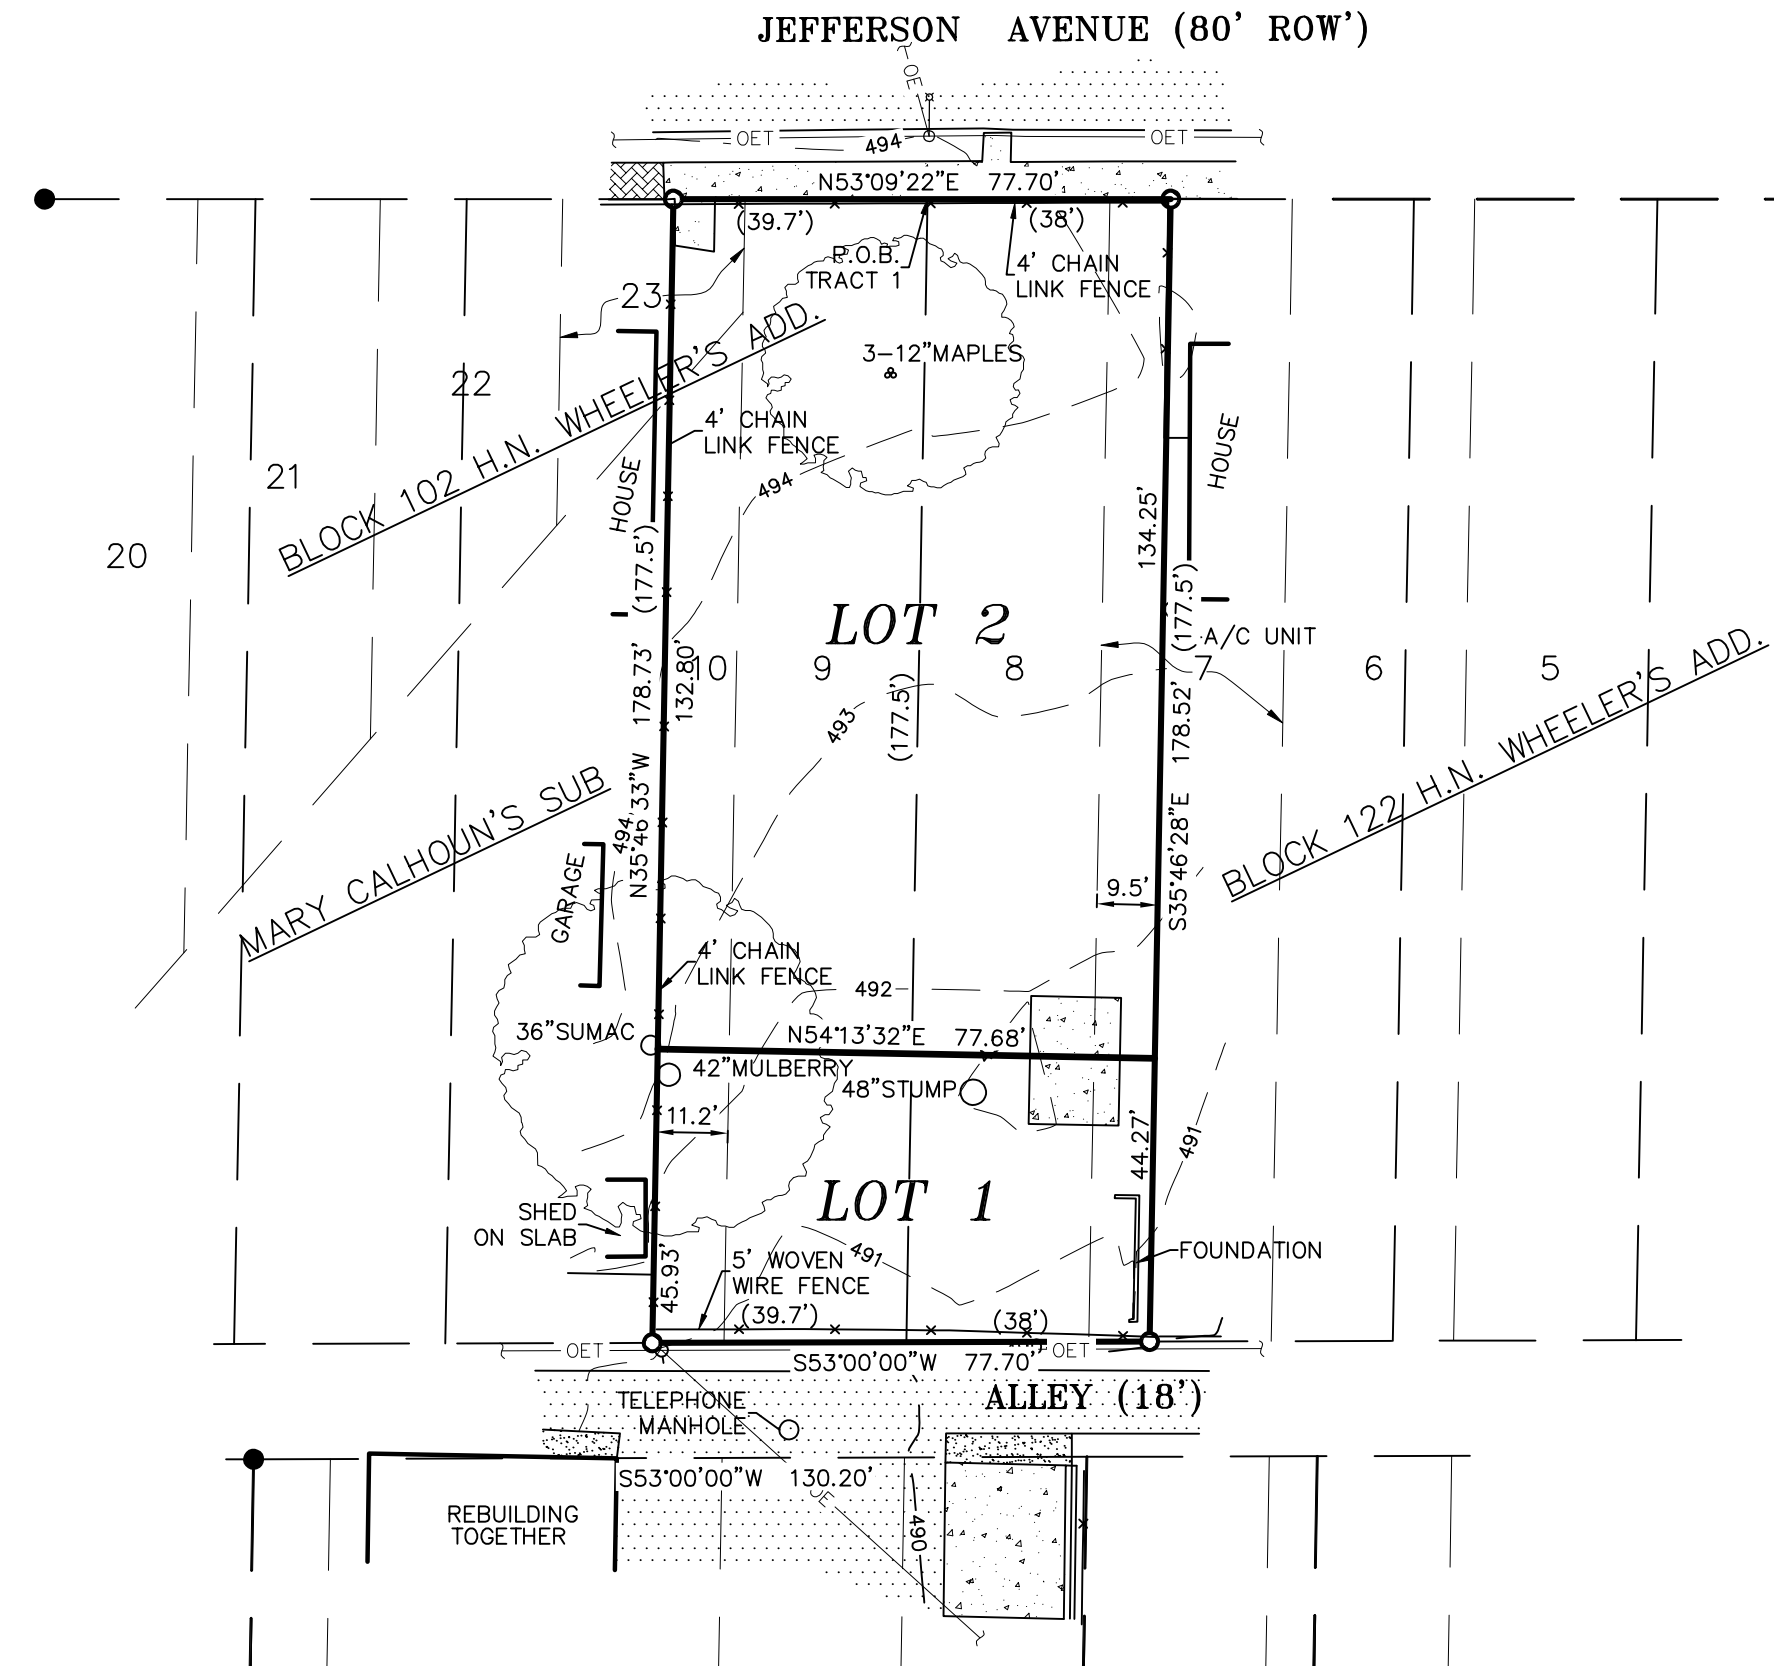 JEFFERSON AVENUE (80' ROW')
OE
OET
OET
494
N53°09'22"E 77.70'
(39.7')
(38')
P.O.B.
TRACT 1
4' CHAIN
LINK FENCE
23
3-12"MAPLES
22
BLOCK 102 H.N. WHEELER'S ADD.
4' CHAIN
LINK FENCE
HOUSE
HOUSE
21
494
20
134.25'
(177.5')
(177.5')
LOT 2
A/C UNIT
10
9
8
7
6
5
N35°46'33"W 178.73'
132.80'
(177.5')
493
S35°46'28"E 178.52'
BLOCK 122 H.N. WHEELER'S ADD.
MARY CALHOUN'S SUB
494
GARAGE
9.5'
4' CHAIN
LINK FENCE
492
36"SUMAC
N54°13'32"E 77.68'
42"MULBERRY
48"STUMP
11.2'
44.27'
491
LOT 1
SHED
ON SLAB
491
FOUNDATION
5' WOVEN
WIRE FENCE
45.93'
(39.7')
(38')
OET
OET
S53°00'00"W 77.70'
ALLEY (18')
TELEPHONE
MANHOLE
S53°00'00"W 130.20'
OE
REBUILDING
TOGETHER
490